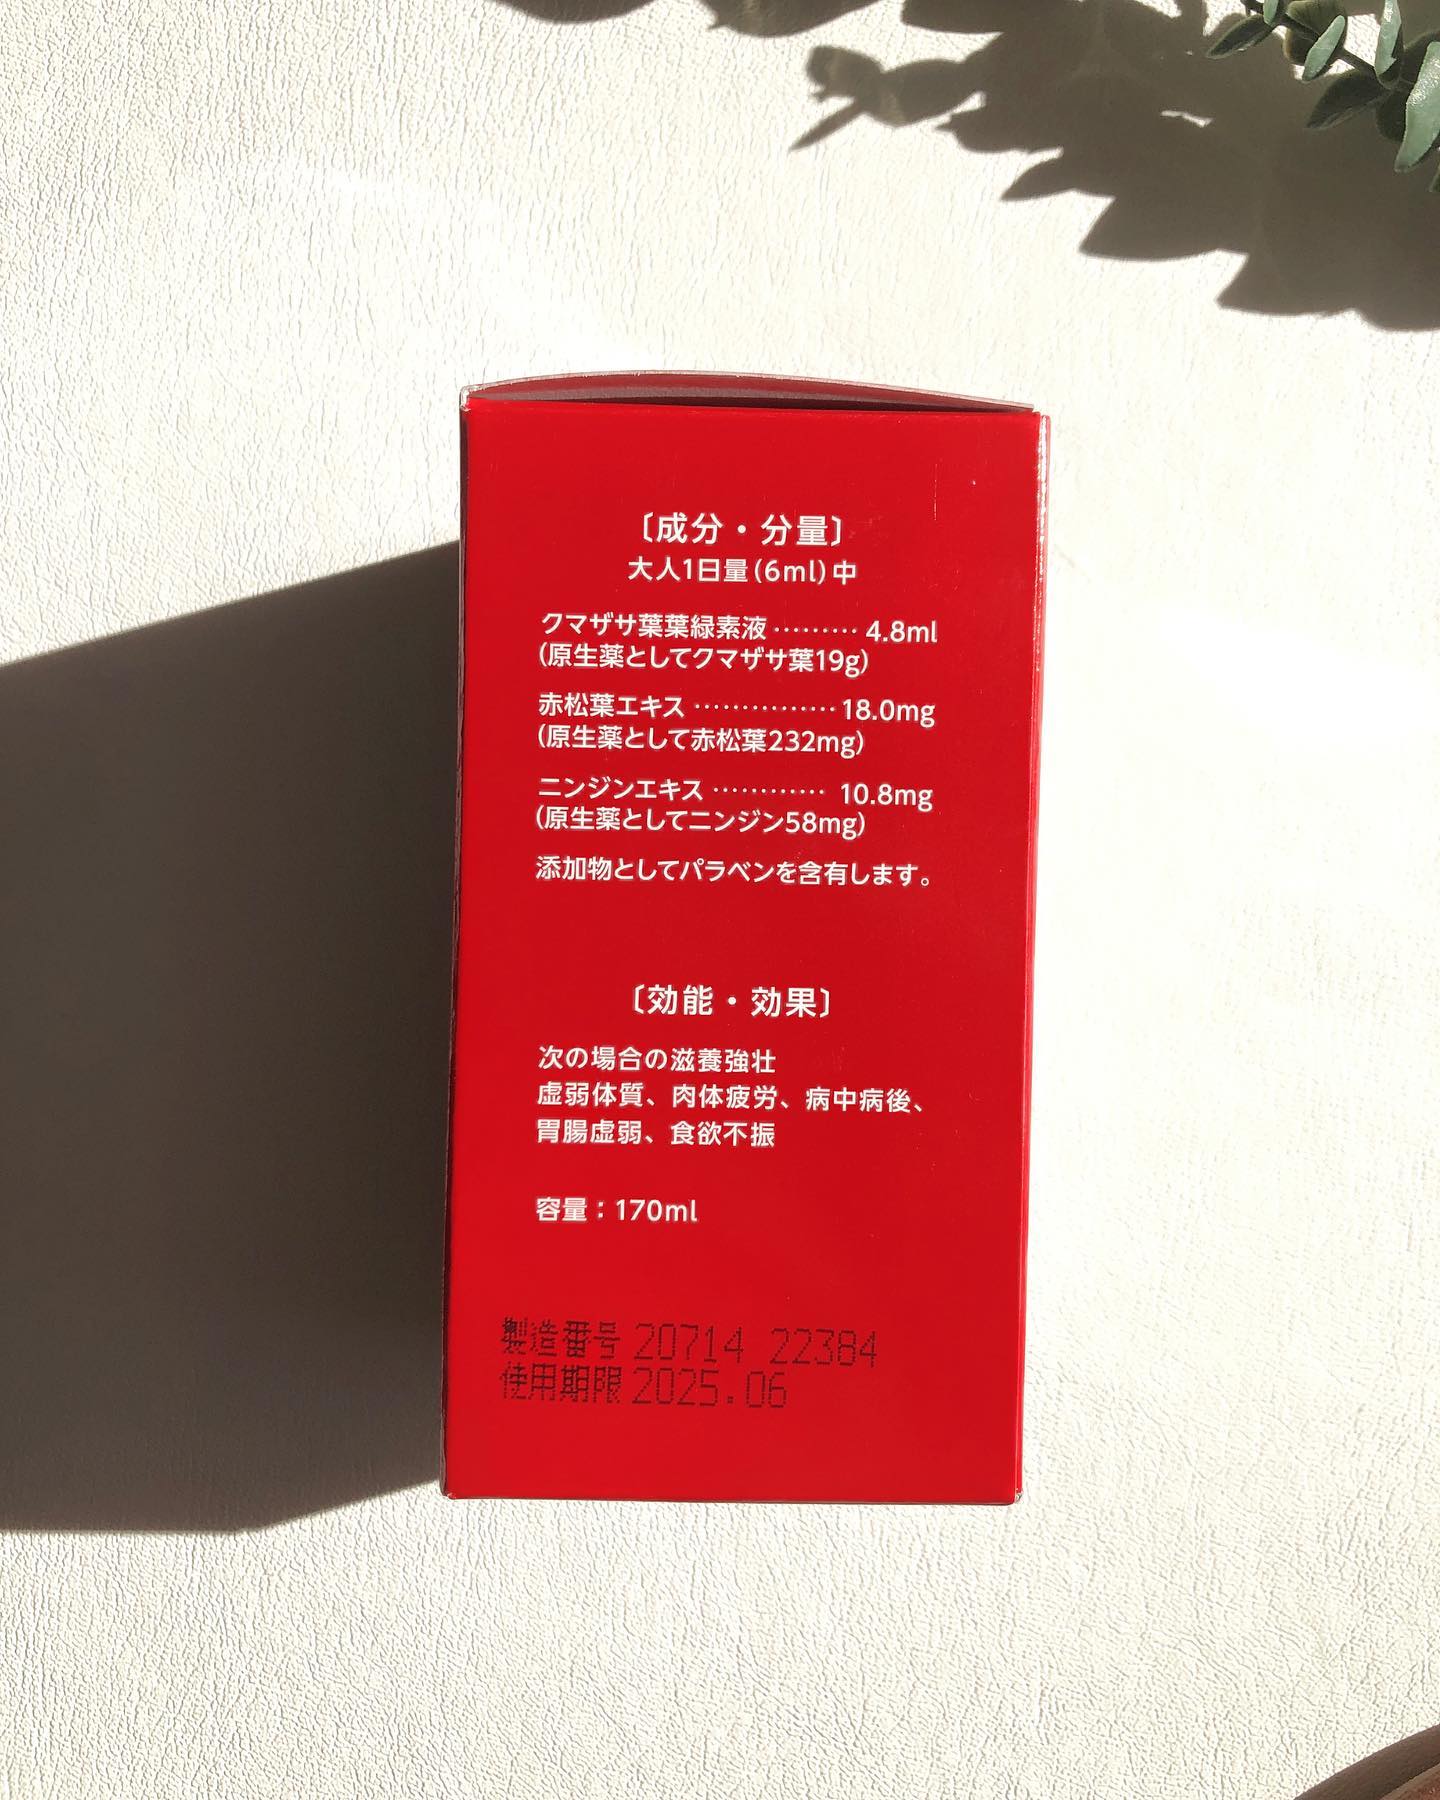 〔成分・分量〕
大人1日量(6ml)中
クマザサ葉葉緑素液 ……… 4.8ml
(原生薬としてクマザサ葉19g)
赤松葉エキス …………… 18.0mg
(原生薬として赤松葉232mg)
ニンジンエキス ………… 10.8mg
(原生薬としてニンジン58mg)
添加物としてパラベンを含有します。
〔効能・効果〕
次の場合の滋養強壮
虚弱体質、肉体疲労、病中病後、
胃腸虚弱、食欲不振
容量：170ml
製造番号 20714 22384
使用期限 2025.06